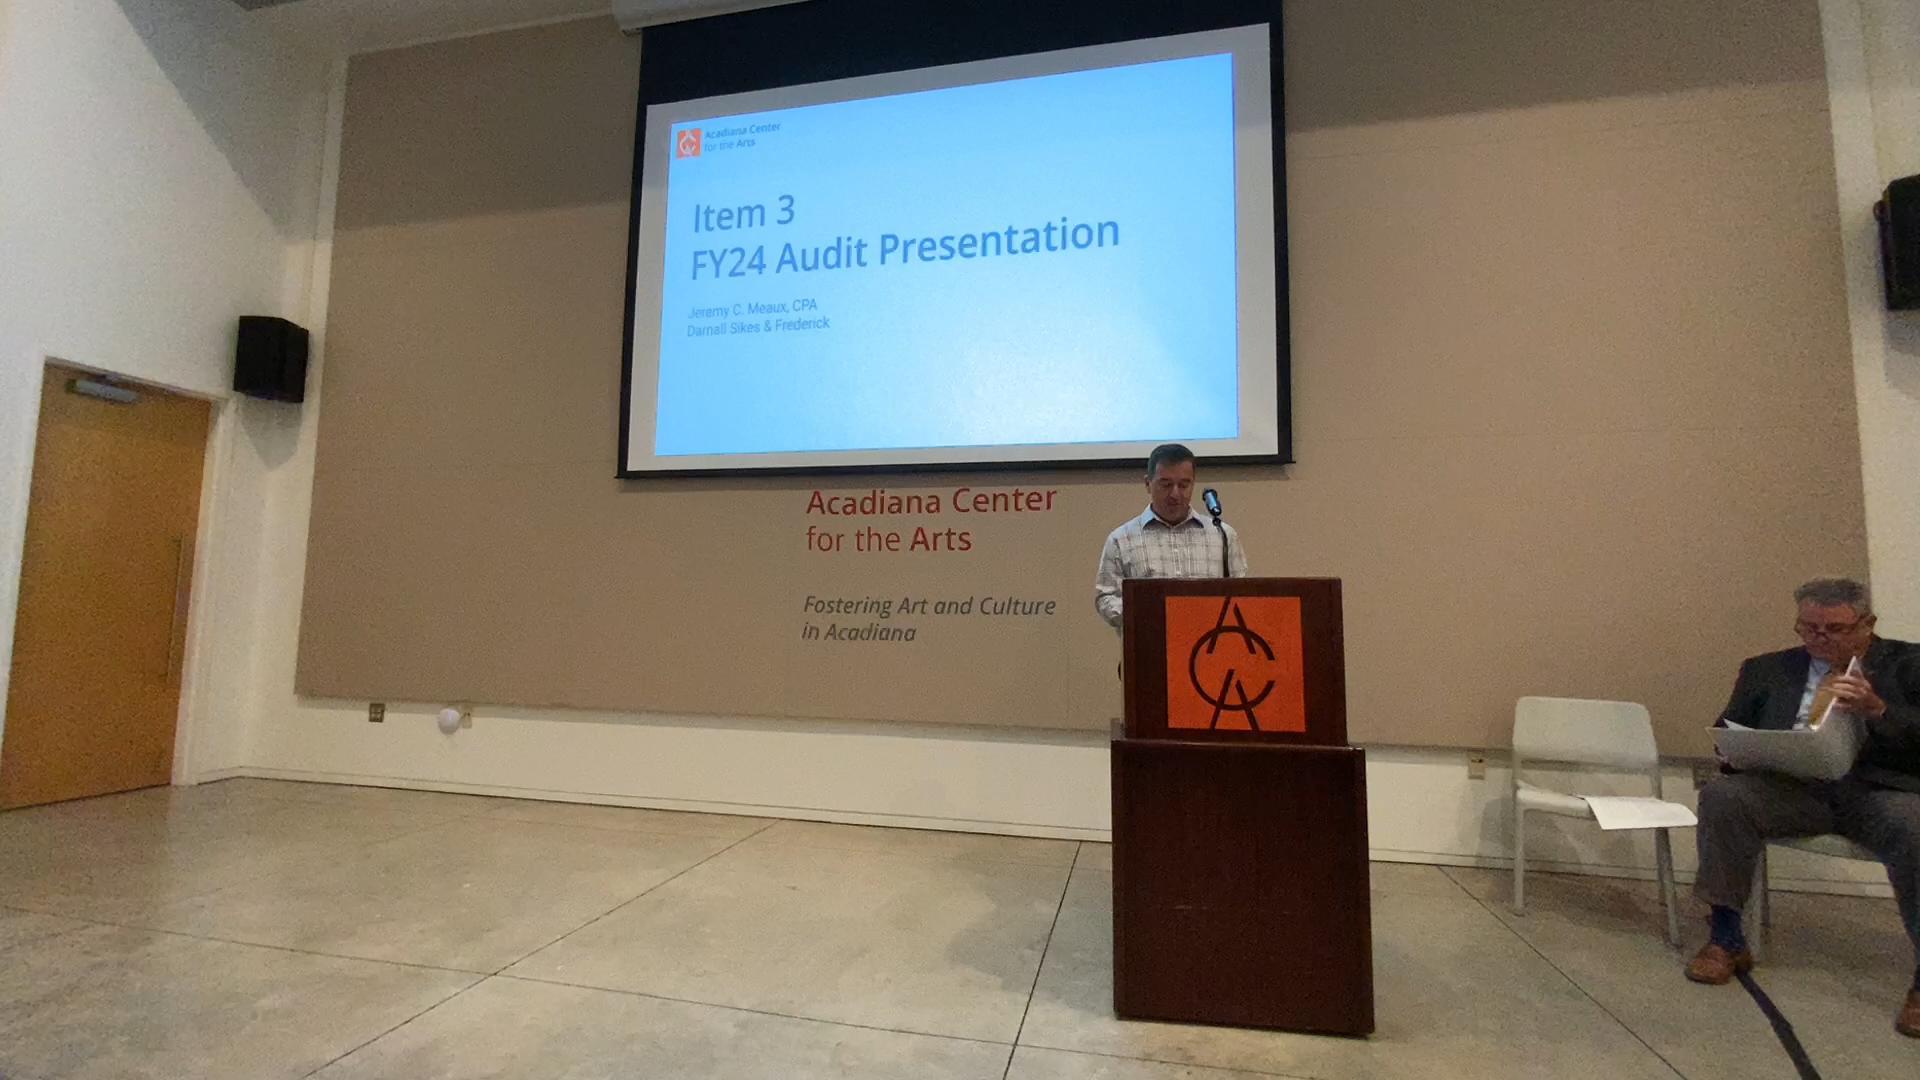 Acadiana Center
for the Arts
Item 3
FY24 Audit Presentation
Jeremy C. Meaux, CPA
Darnall Sikes & Frederick
Acadiana Center
for the Arts
Fostering Art and Culture
in Acadiana